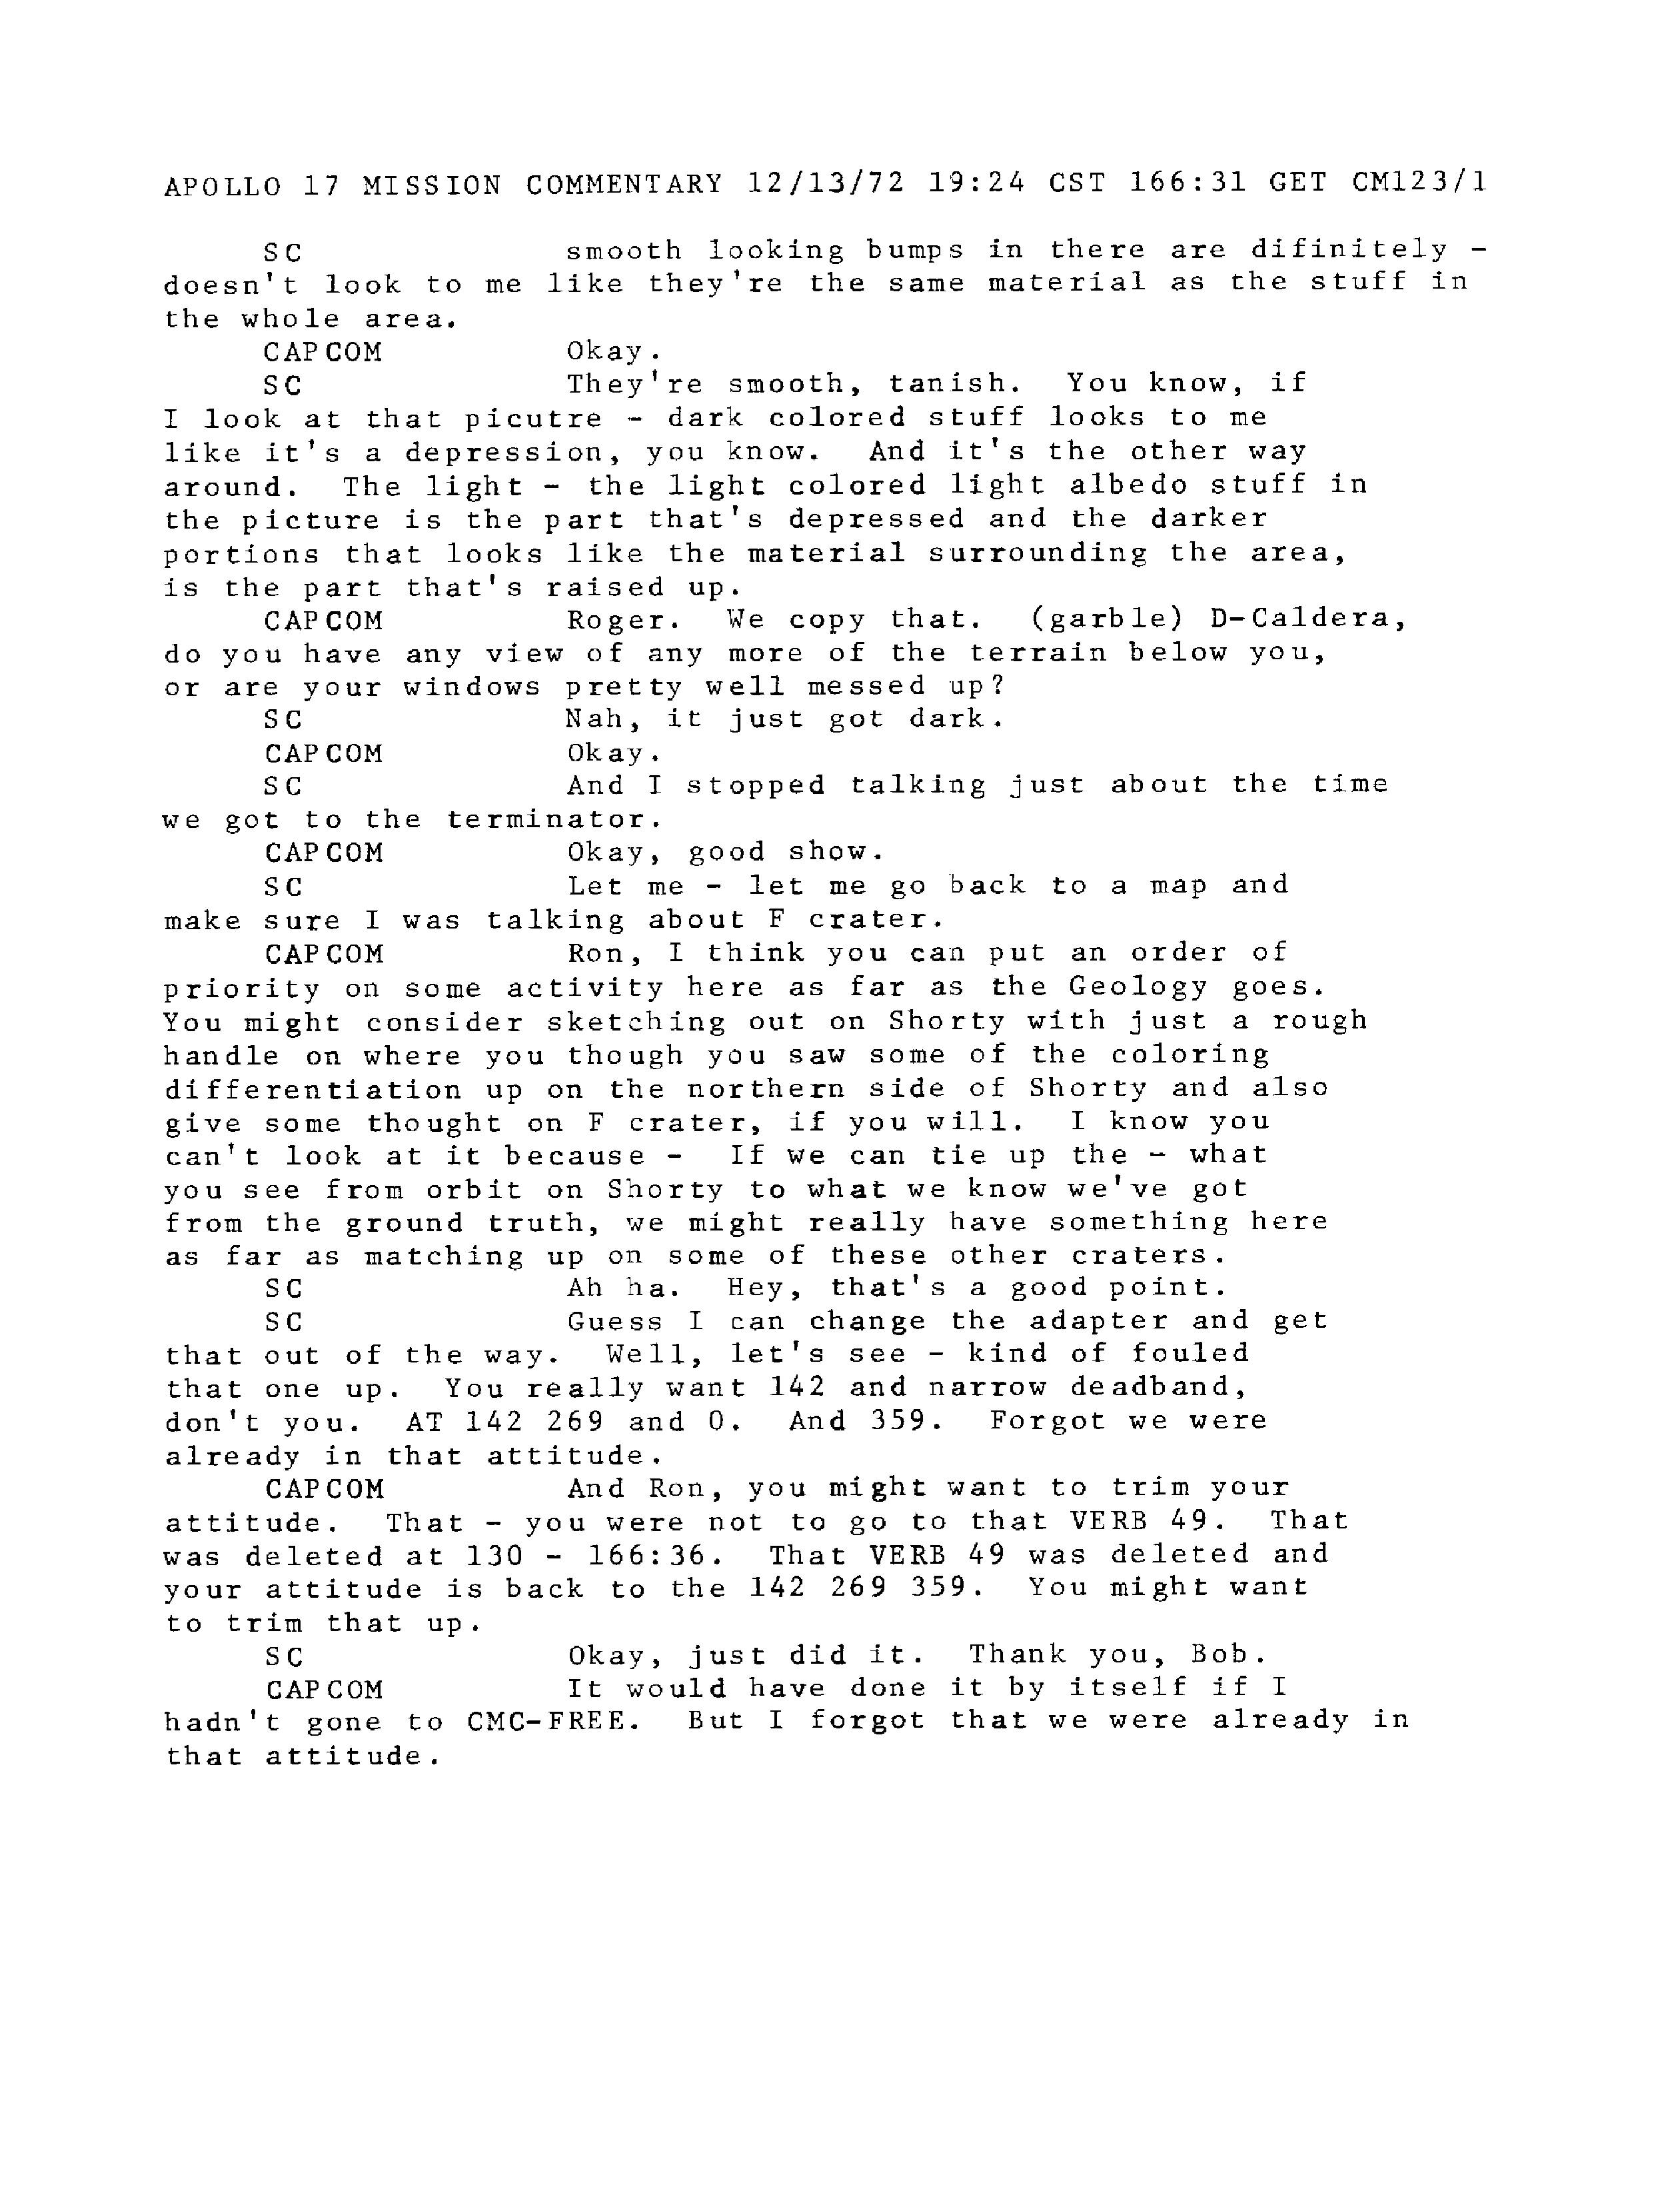 APOLLO 17 MISSION COMMENTARY 12/13/72 19:24 CST 166:31 GET CM123/1
SC smooth looking bumps in there are difinitely -
doesn't look to me like they're the same material as the stuff in
the whole area.
CAPCOM Okay.
SC They're smooth, tanish. You know, if
I look at that picutre - dark colored stuff looks to me
like it's a depression, you know. And it's the other way
around. The light - the light colored light albedo stuff in
the picture is the part that's depressed and the darker
portions that looks like the material surrounding the area,
is the part that's raised up.
CAPCOM Roger. We copy that. (garble) D-Caldera,
do you have any view of any more of the terrain below you,
or are your windows pretty well messed up?
SC Nah, it just got dark.
CAPCOM Okay.
SC And I stopped talking just about the time
we got to the terminator.
CAPCOM Okay, good show.
SC Let me - let me go back to a map and
make sure I was talking about F crater.
CAPCOM Ron, I think you can put an order of
priority on some activity here as far as the Geology goes.
You might consider sketching out on Shorty with just a rough
handle on where you though you saw some of the coloring
differentiation up on the northern side of Shorty and also
give some thought on F crater, if you will. I know you
can't look at it because - If we can tie up the - what
you see from orbit on Shorty to what we know we've got
from the ground truth, we might really have something here
as far as matching up on some of these other craters.
SC Ah ha. Hey, that's a good point.
SC Guess I can change the adapter and get
that out of the way. Well, let's see - kind of fouled
that one up. You really want 142 and narrow deadband,
don't you. AT 142 269 and 0. And 359. Forgot we were
already in that attitude.
CAPCOM And Ron, you might want to trim your
attitude. That - you were not to go to that VERB 49. That
was deleted at 130 - 166:36. That VERB 49 was deleted and
your attitude is back to the 142 269 359. You might want
to trim that up.
SC Okay, just did it. Thank you, Bob.
CAPCOM It would have done it by itself if I
hadn't gone to CMC-FREE. But I forgot that we were already in
that attitude.